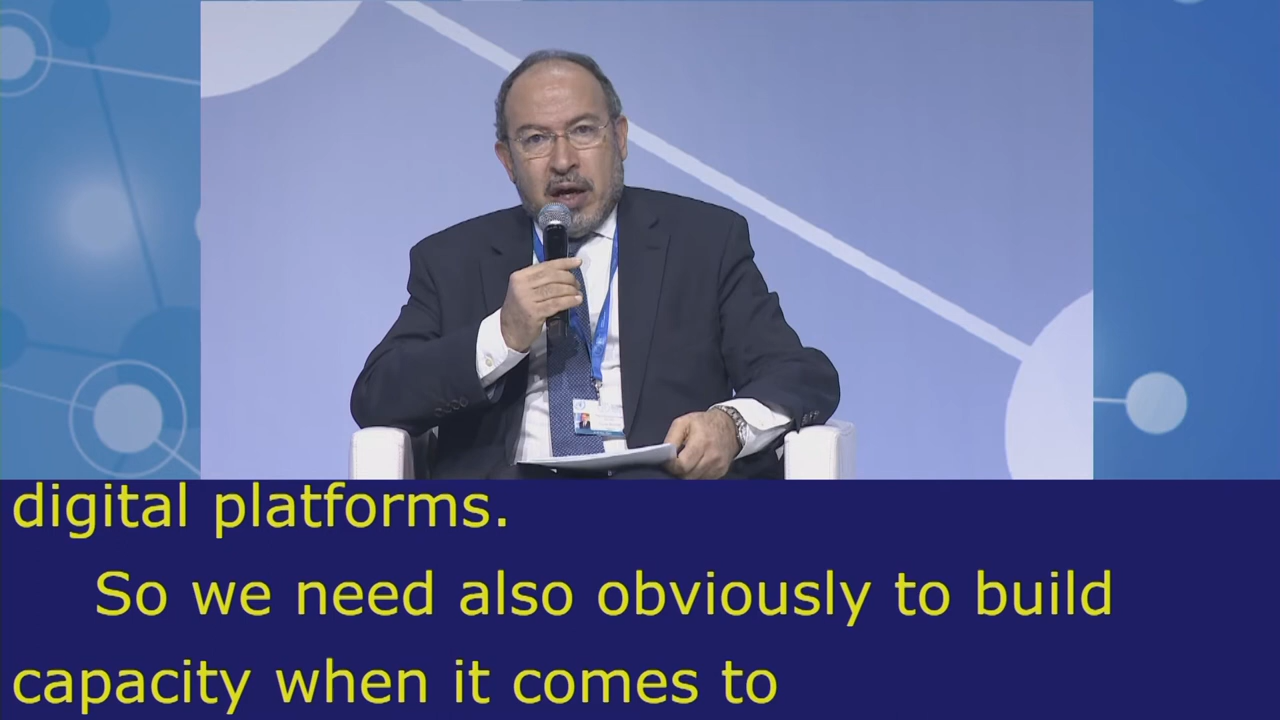 digital platforms.
So we need also obviously to build
capacity when it comes to